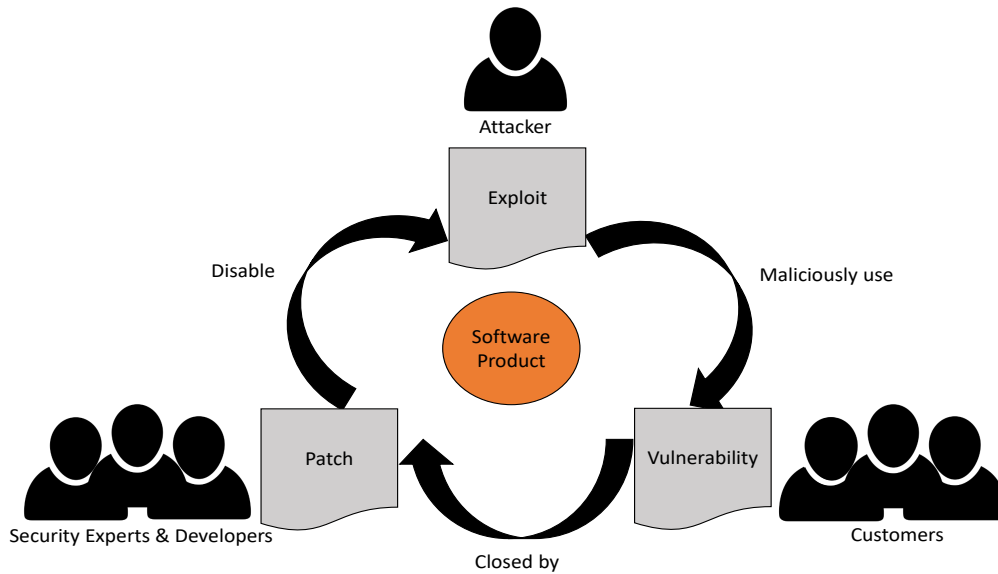 Attacker
Exploit
Disable
Maliciously use
Software
Product
Patch
Vulnerability
Security Experts & Developers
Customers
Closed by